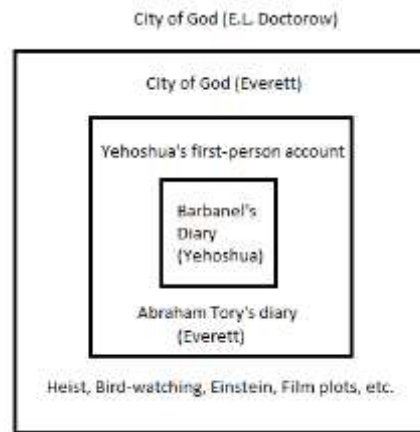 City of God (E.L. Doctorow)
City of God (Everett)
Yehoshua's first-person account
Barbanel's
Diary
(Yehoshua)
Abraham Tory's diary
(Everett)
Heist, Bird-watching, Einstein, Film plots, etc.